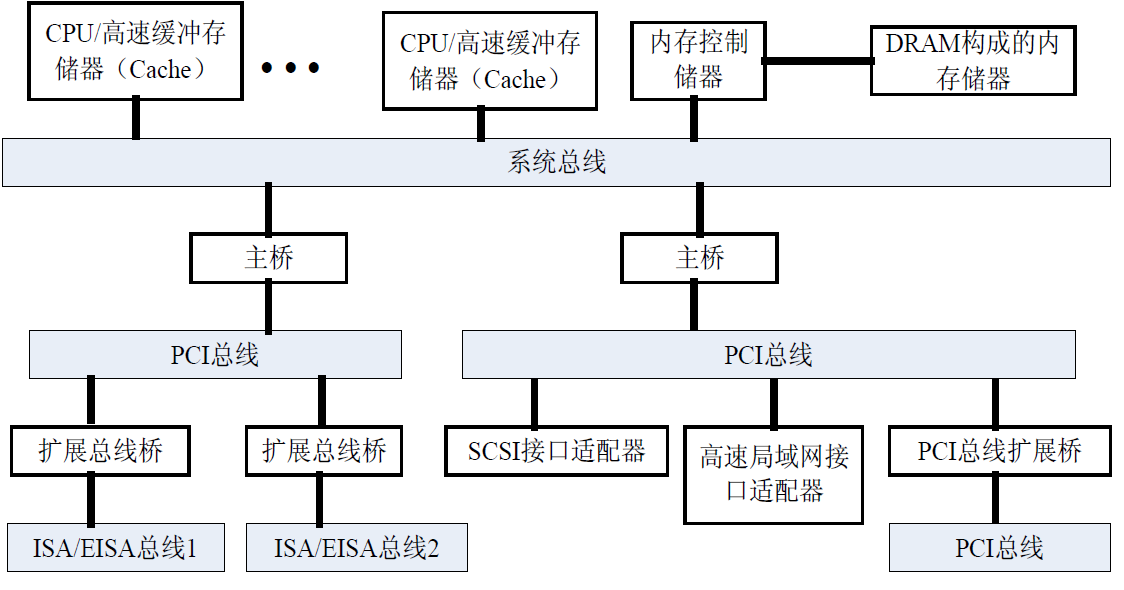 CPU/高速缓冲存
储器（Cache）
•••
CPU/高速缓冲存
储器（Cache）
内存控制
储器
DRAM构成的内
存储器
系统总线
主桥
主桥
PCI总线
PCI总线
扩展总线桥
扩展总线桥
SCSI接口适配器
高速局域网接
口适配器
PCI总线扩展桥
ISA/EISA总线1
ISA/EISA总线2
PCI总线